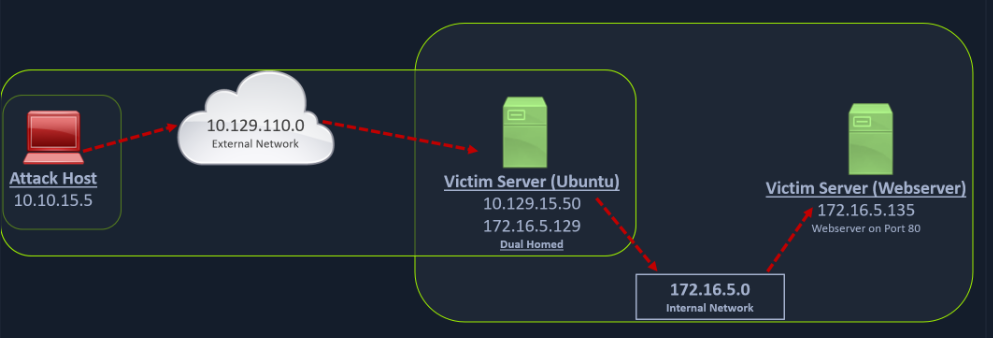 Attack Host
10.10.15.5
10.129.110.0
External Network
Victim Server (Ubuntu)
10.129.15.50
172.16.5.129
Dual Homed
172.16.5.0
Internal Network
Victim Server (Webserver)
172.16.5.135
Webserver on Port 80